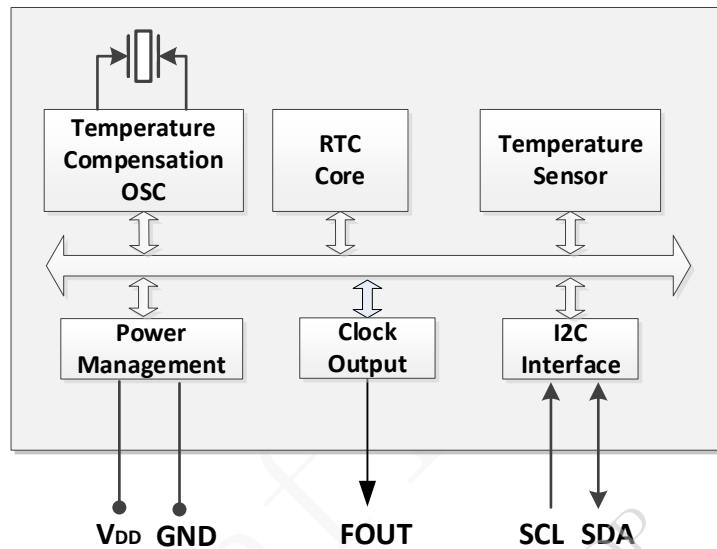 Temperature
Compensation
OSC
RTC
Core
Temperature
Sensor
Power
Management
Clock
Output
I2C
Interface
VDD GND FOUT SCL SDA